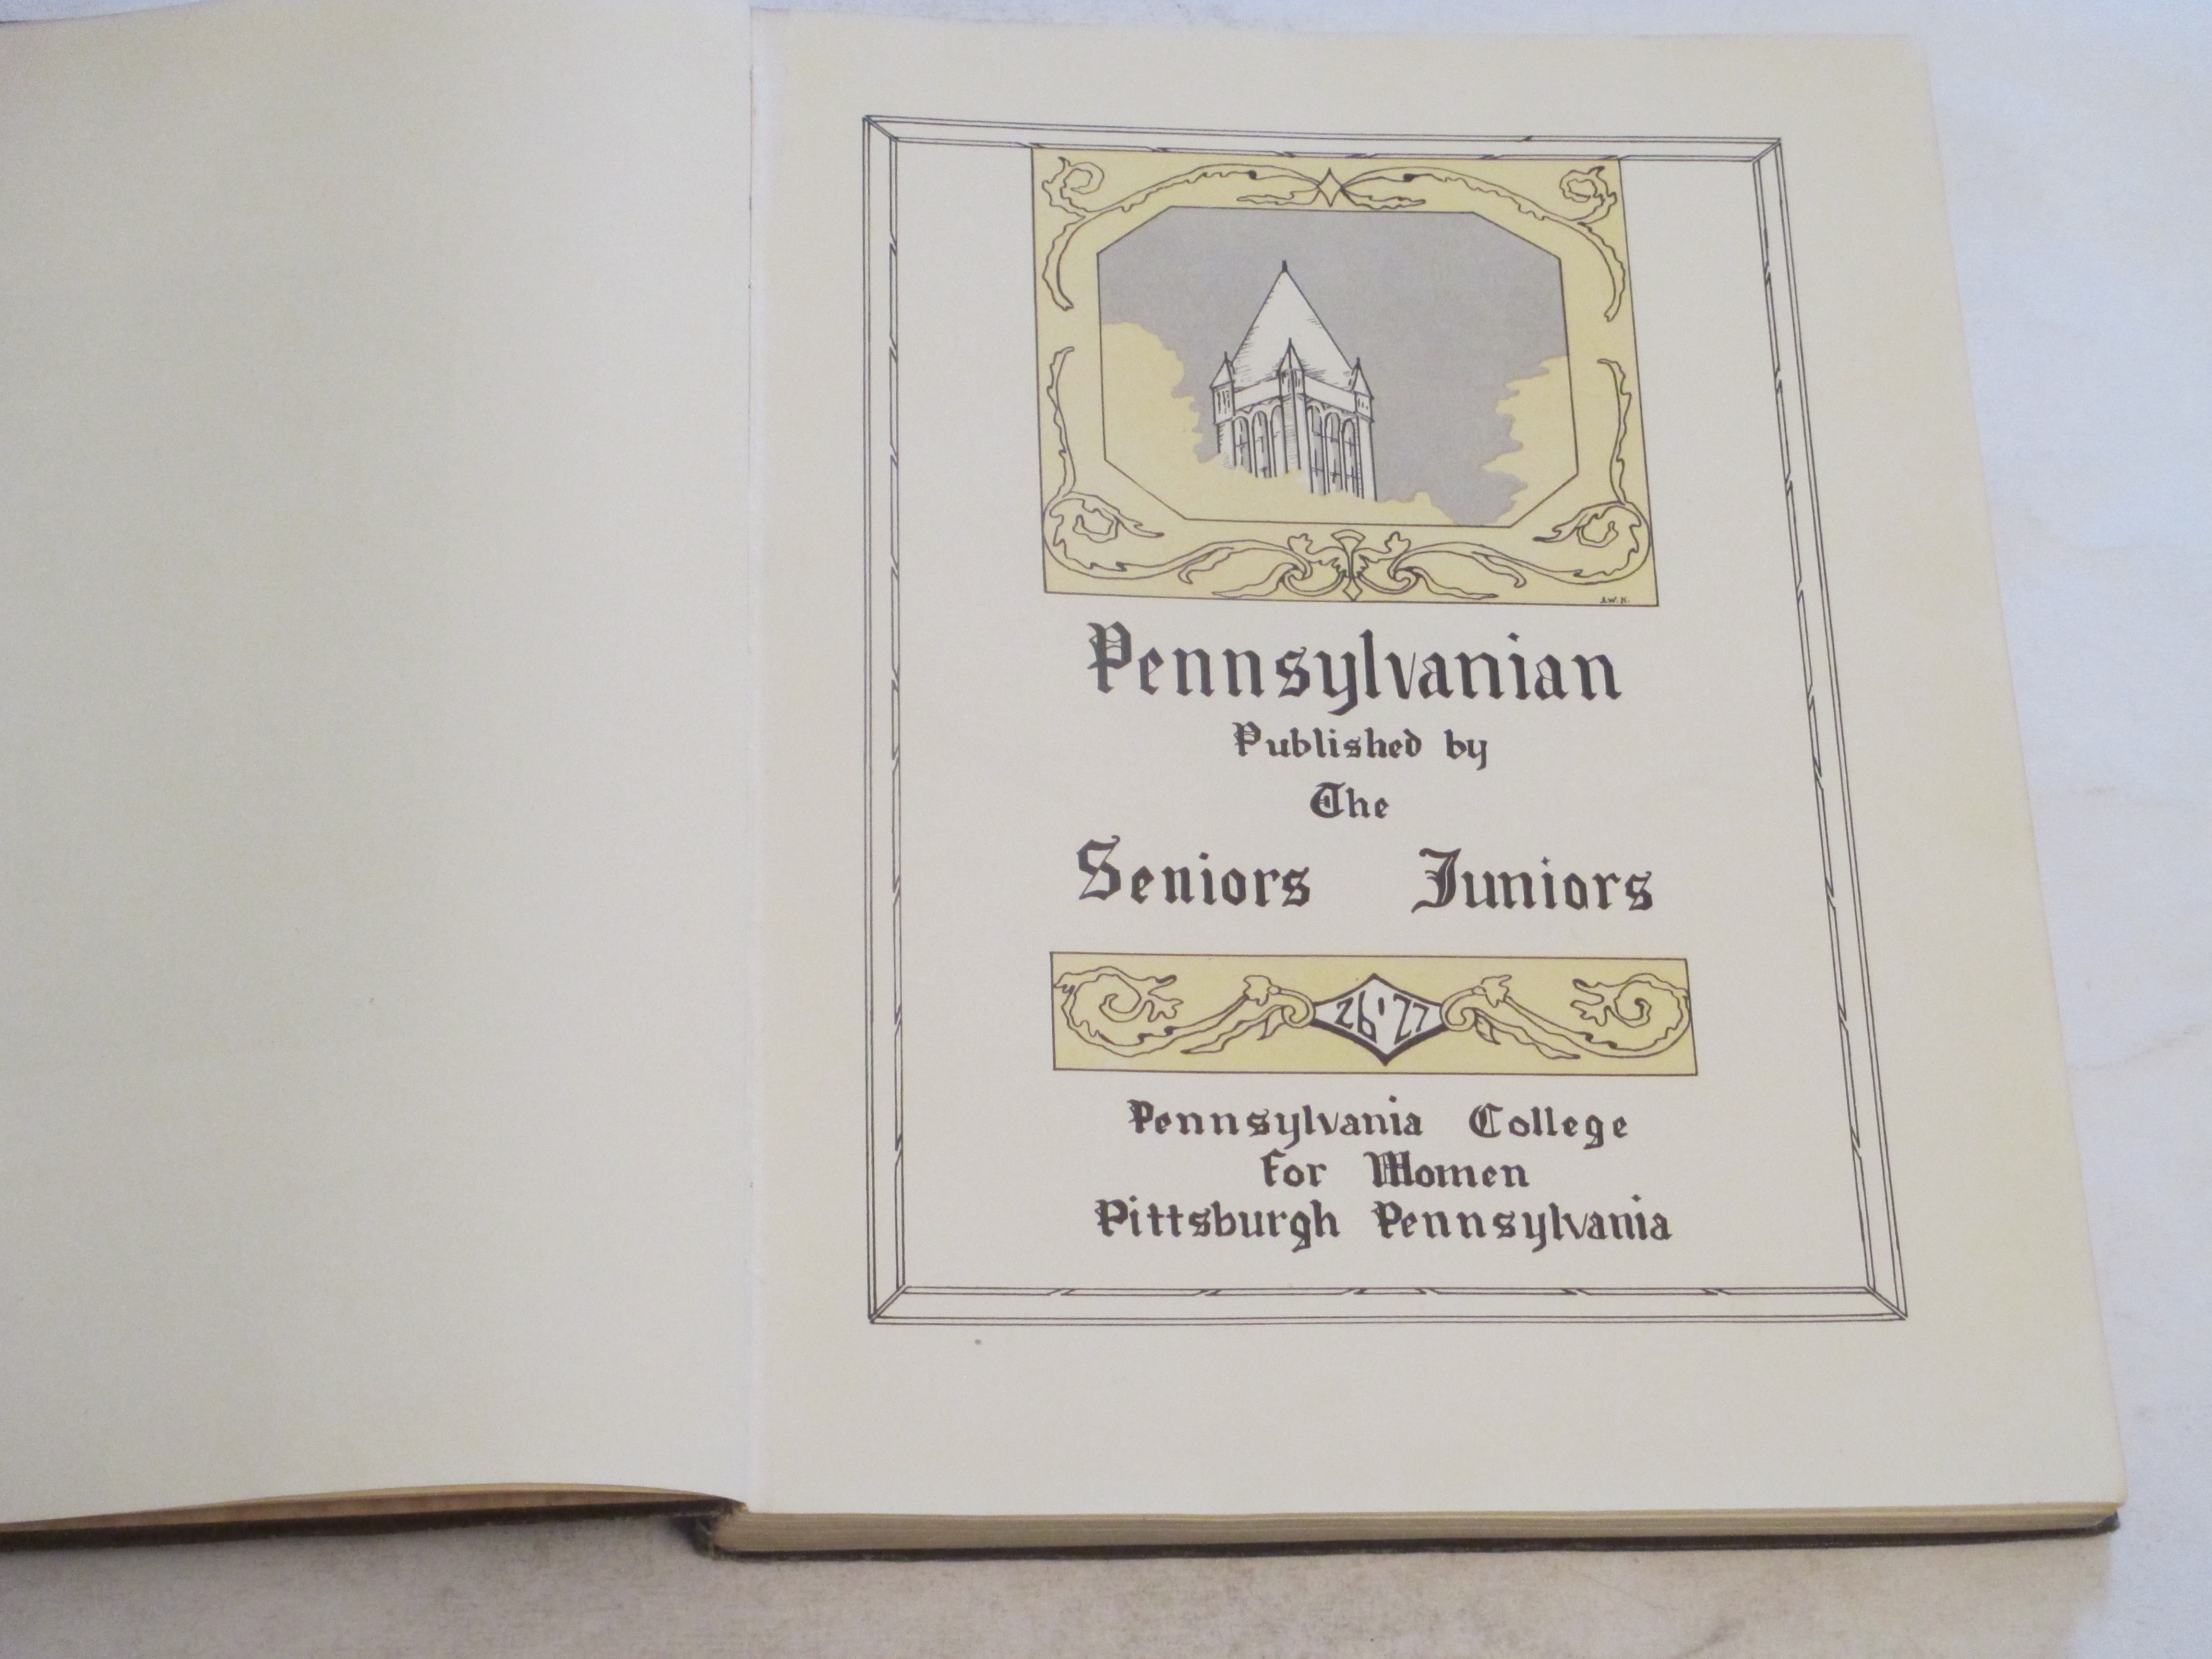 J.W.K.
Pennsylvanian
Published by
The
Seniors Juniors
26'27
Pennsylvania College
for Women
Pittsburgh Pennsylvania